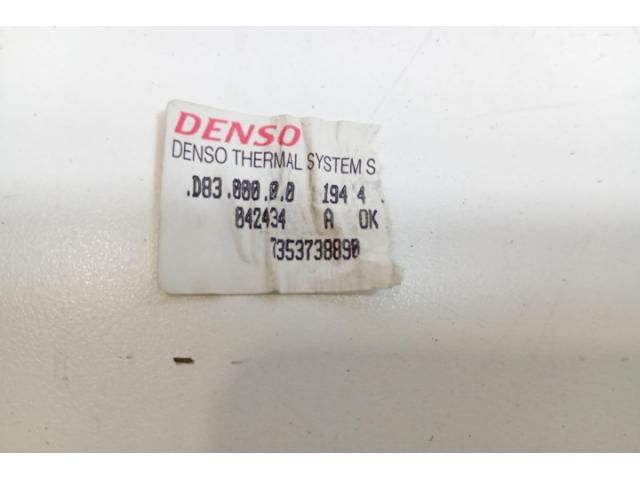 DENSO
DENSO THERMAL SYSTEM S
.D83.000.0.0 194 4 .
042434 A OK
7353738890